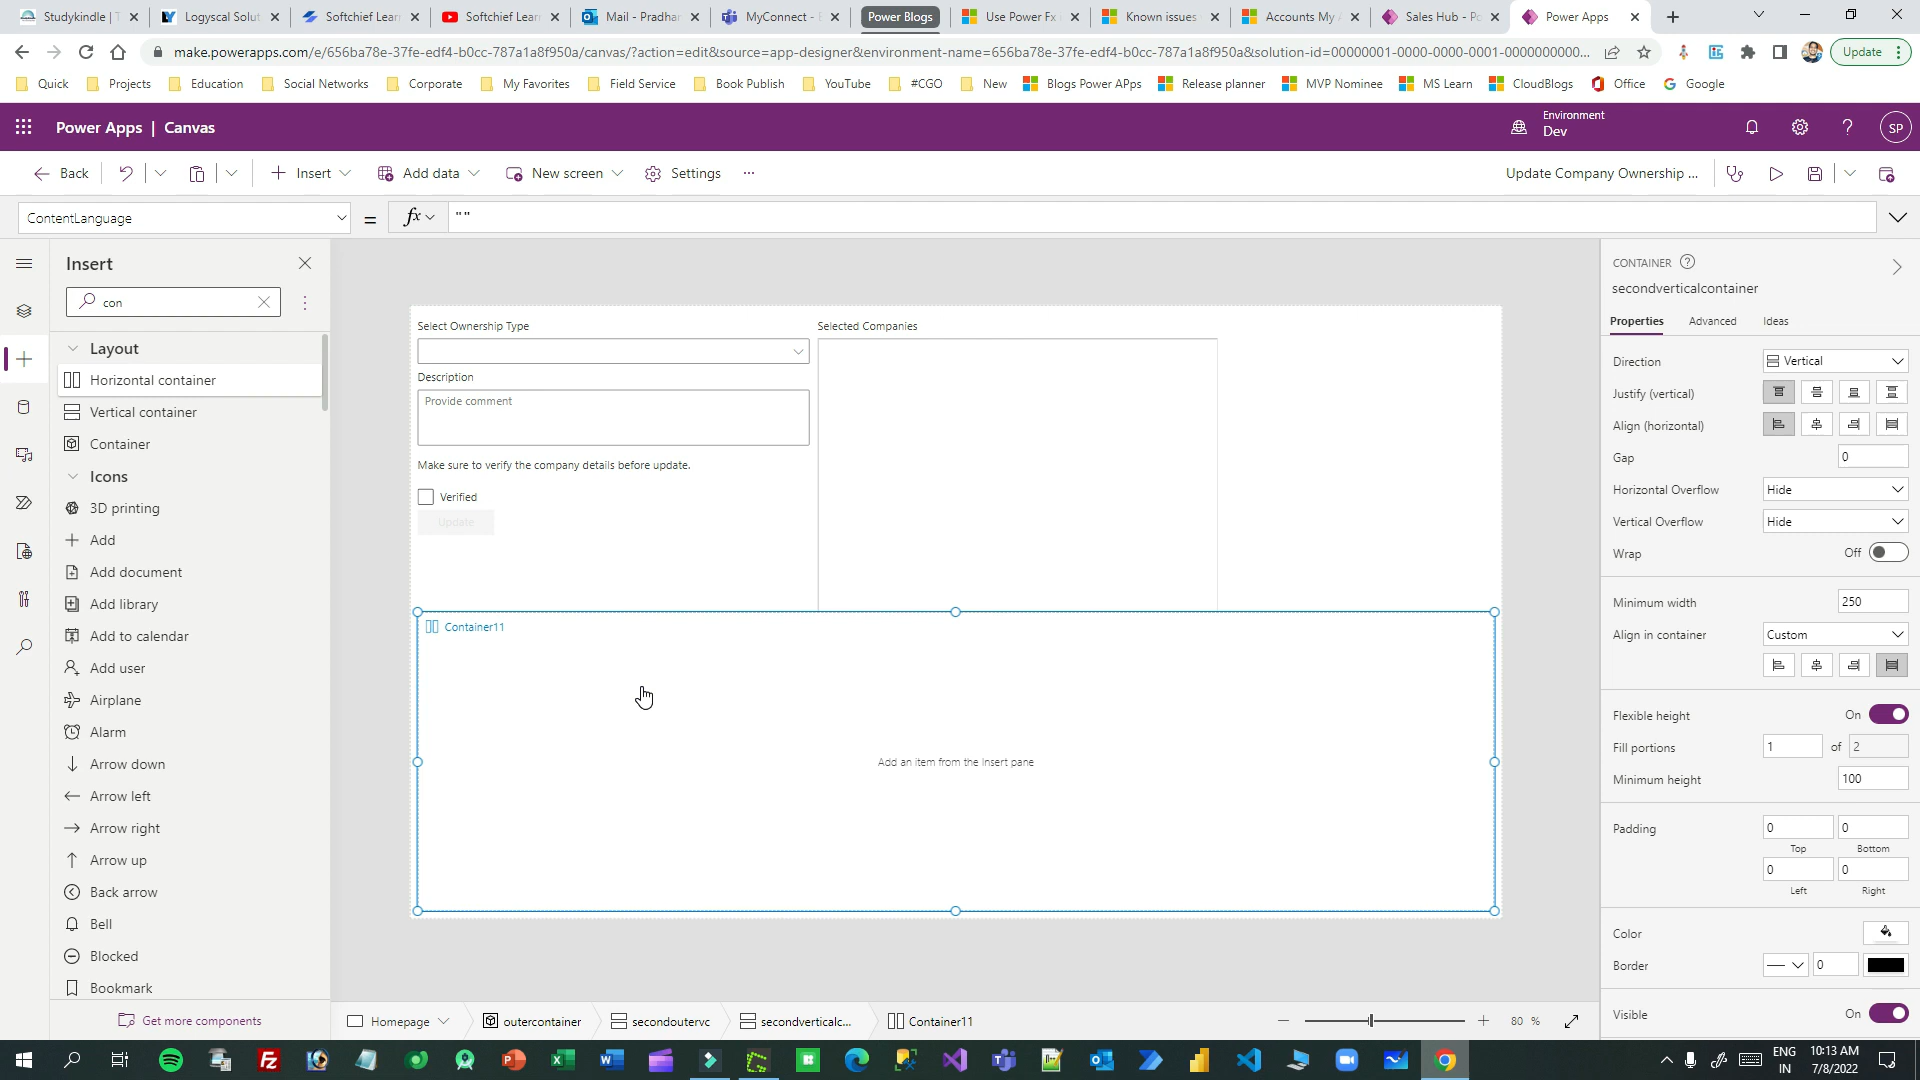 Studykindle | T
Logyscal Solut
Softchief Lear
Softchief Lear
Mail - Pradhar
MyConnect - E
Power Blogs
Use Power Fx
Known issues
Accounts My
Sales Hub - Po
Power Apps
make.powerapps.com/e/656ba78e-37fe-edf4-b0cc-787a1a8f950a/canvas/?action=edit&source=app-designer&environment-name=656ba78e-37fe-edf4-b0cc-787a1a8f950a&solution-id=00000001-0000-0000-0001-0000000000...
Update
Quick
Projects
Education
Social Networks
Corporate
My Favorites
Field Service
Book Publish
YouTube
#CGO
New
Blogs Power APps
Release planner
MVP Nominee
MS Learn
CloudBlogs
Office
Google
Power Apps | Canvas
Environment
Dev
SP
Back
Insert
Add data
New screen
Settings
Update Company Ownership ...
ContentLanguage
=
fx
""
Insert
con
Layout
Horizontal container
Vertical container
Container
Icons
3D printing
Add
Add document
Add library
Add to calendar
Add user
Airplane
Alarm
Arrow down
Arrow left
Arrow right
Arrow up
Back arrow
Bell
Blocked
Bookmark
Get more components
Select Ownership Type
Description
Provide comment
Make sure to verify the company details before update.
Verified
Update
Selected Companies
Container11
Add an item from the Insert pane
Homepage
outercontainer
secondoutervc
secondverticalc...
Container11
80 %
CONTAINER
secondverticalcontainer
Properties
Advanced
Ideas
Direction
Vertical
Justify (vertical)
Align (horizontal)
Gap
0
Horizontal Overflow
Hide
Vertical Overflow
Hide
Wrap
Off
Minimum width
250
Align in container
Custom
Flexible height
On
Fill portions
1 of 2
Minimum height
100
Padding
0 0
Top Bottom
0 0
Left Right
Color
Border
0
Visible
On
ENG
IN
10:13 AM
7/8/2022